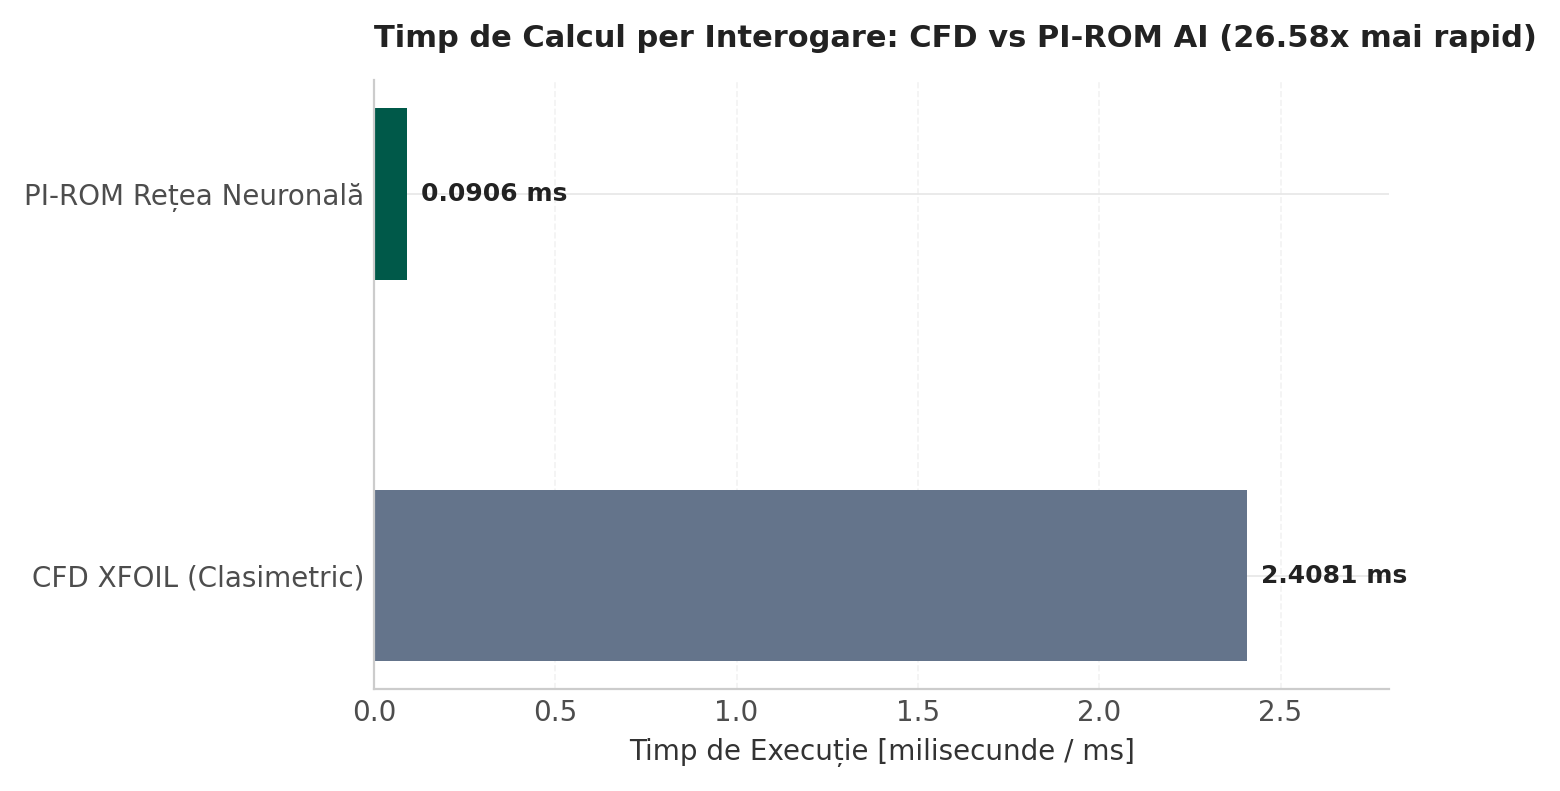 Timp de Calcul per Interogare: CFD vs PI-ROM AI (26.58x mai rapid)
PI-ROM Rețea Neuronală
0.0906 ms
CFD XFOIL (Clasimetric)
2.4081 ms
0.0 0.5 1.0 1.5 2.0 2.5
Timp de Execuție [milisecunde / ms]